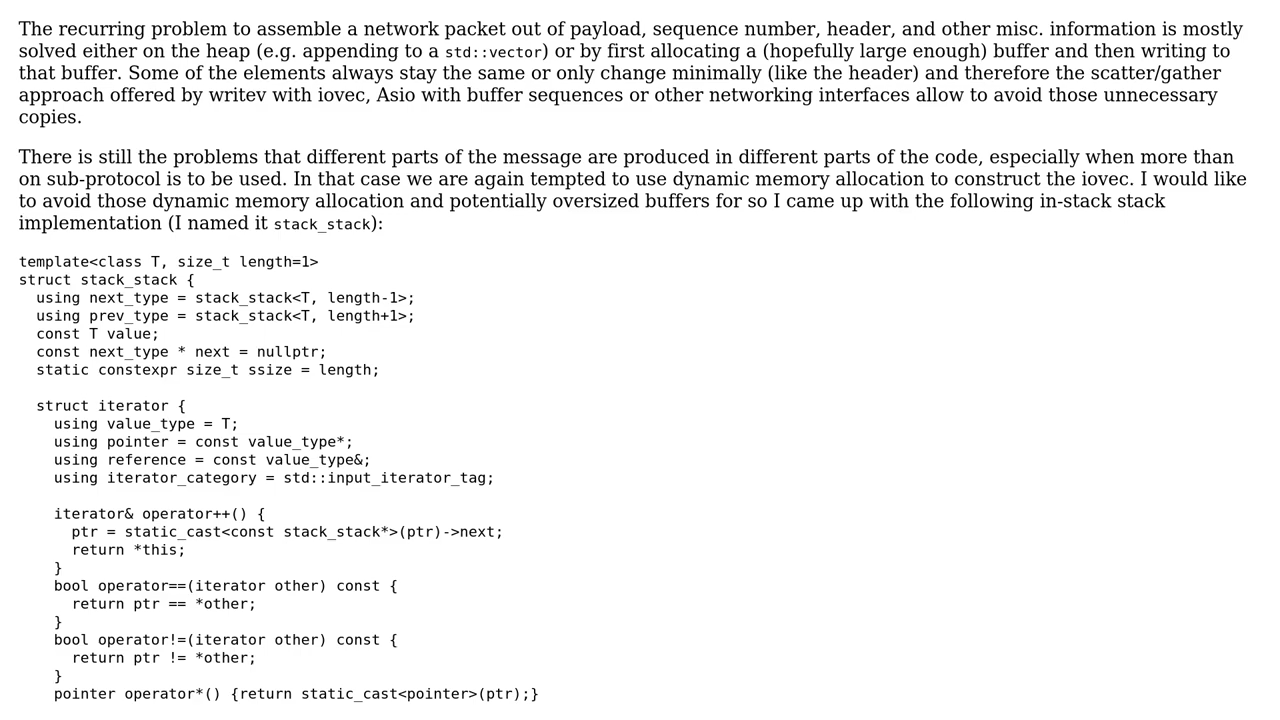 The recurring problem to assemble a network packet out of payload, sequence number, header, and other misc. information is mostly
solved either on the heap (e.g. appending to a std::vector) or by first allocating a (hopefully large enough) buffer and then writing to
that buffer. Some of the elements always stay the same or only change minimally (like the header) and therefore the scatter/gather
approach offered by writev with iovec, Asio with buffer sequences or other networking interfaces allow to avoid those unnecessary
copies.
There is still the problems that different parts of the message are produced in different parts of the code, especially when more than
on sub-protocol is to be used. In that case we are again tempted to use dynamic memory allocation to construct the iovec. I would like
to avoid those dynamic memory allocation and potentially oversized buffers for so I came up with the following in-stack stack
implementation (I named it stack_stack):
template<class T, size_t length=1>
struct stack_stack {
  using next_type = stack_stack<T, length-1>;
  using prev_type = stack_stack<T, length+1>;
  const T value;
  const next_type * next = nullptr;
  static constexpr size_t ssize = length;
  struct iterator {
    using value_type = T;
    using pointer = const value_type*;
    using reference = const value_type&;
    using iterator_category = std::input_iterator_tag;
    iterator& operator++() {
      ptr = static_cast<const stack_stack*>(ptr)->next;
      return *this;
    }
    bool operator==(iterator other) const {
      return ptr == *other;
    }
    bool operator!=(iterator other) const {
      return ptr != *other;
    }
    pointer operator*() {return static_cast<pointer>(ptr);}